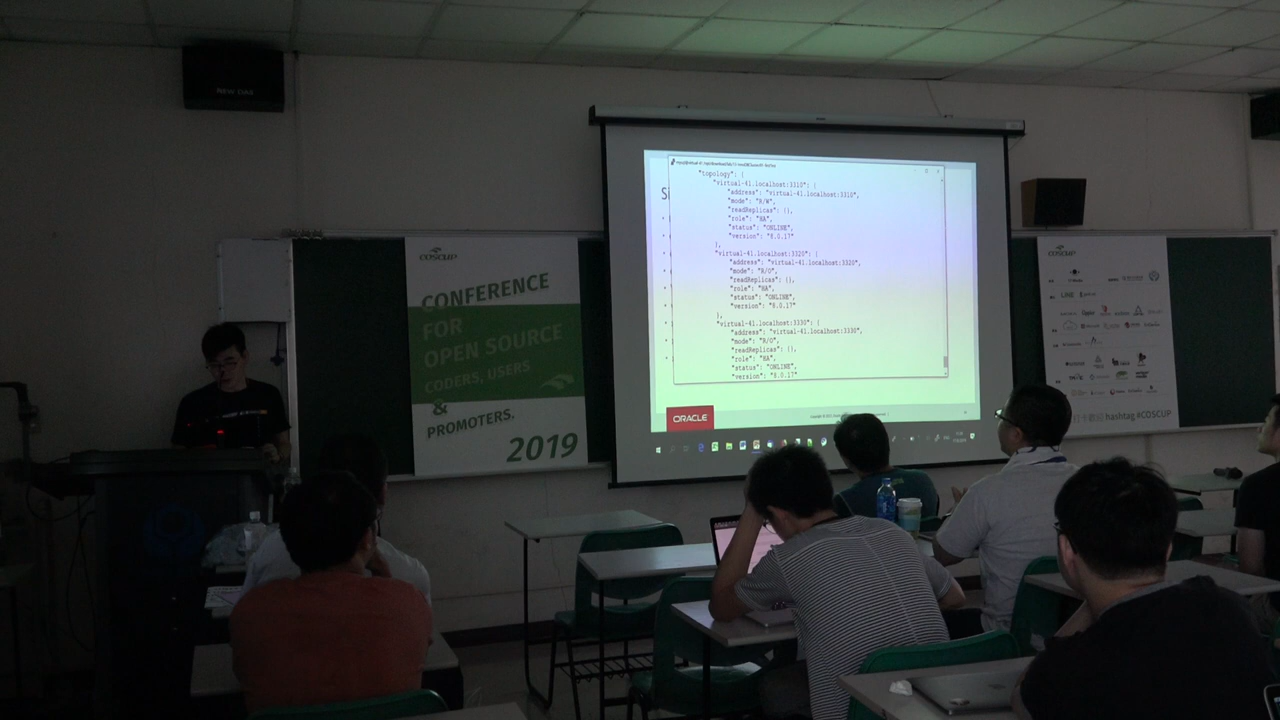 New Dak
COSCUP
CONFERENCE
FOR
OPEN SOURCE
CODERS, USERS
&
PROMOTERS.
2019
"topology": {
"virtual-41.localhost:3310": {
"address": "virtual-41.localhost:3310",
"mode": "R/W",
"readReplicas": {},
"role": "HA",
"status": "ONLINE",
"version": "8.0.17"
},
"virtual-41.localhost:3320": {
"address": "virtual-41.localhost:3320",
"mode": "R/O",
"readReplicas": {},
"role": "HA",
"status": "ONLINE",
"version": "8.0.17"
},
"virtual-41.localhost:3330": {
"address": "virtual-41.localhost:3330",
"mode": "R/O",
"readReplicas": {},
"role": "HA",
"status": "ONLINE",
"version": "8.0.17"
ORACLE
COSCUP
LINE
hashtag #COSCUP